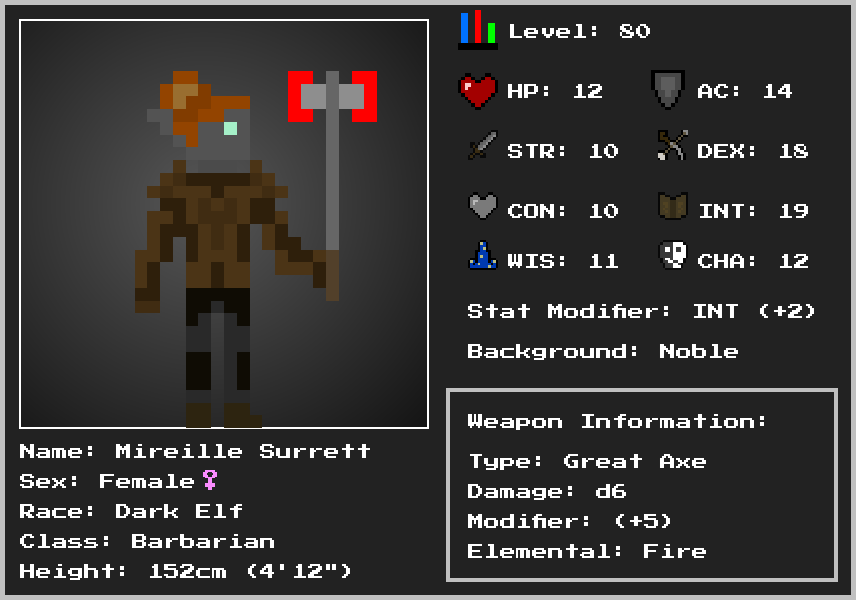 Level: 80
HP: 12
AC: 14
STR: 10
DEX: 18
CON: 10
INT: 19
WIS: 11
CHA: 12
Stat Modifier: INT (+2)
Background: Noble
Weapon Information:
Type: Great Axe
Damage: d6
Modifier: (+5)
Elemental: Fire
Name: Mireille Surrett
Sex: Female♀
Race: Dark Elf
Class: Barbarian
Height: 152cm (4'12")